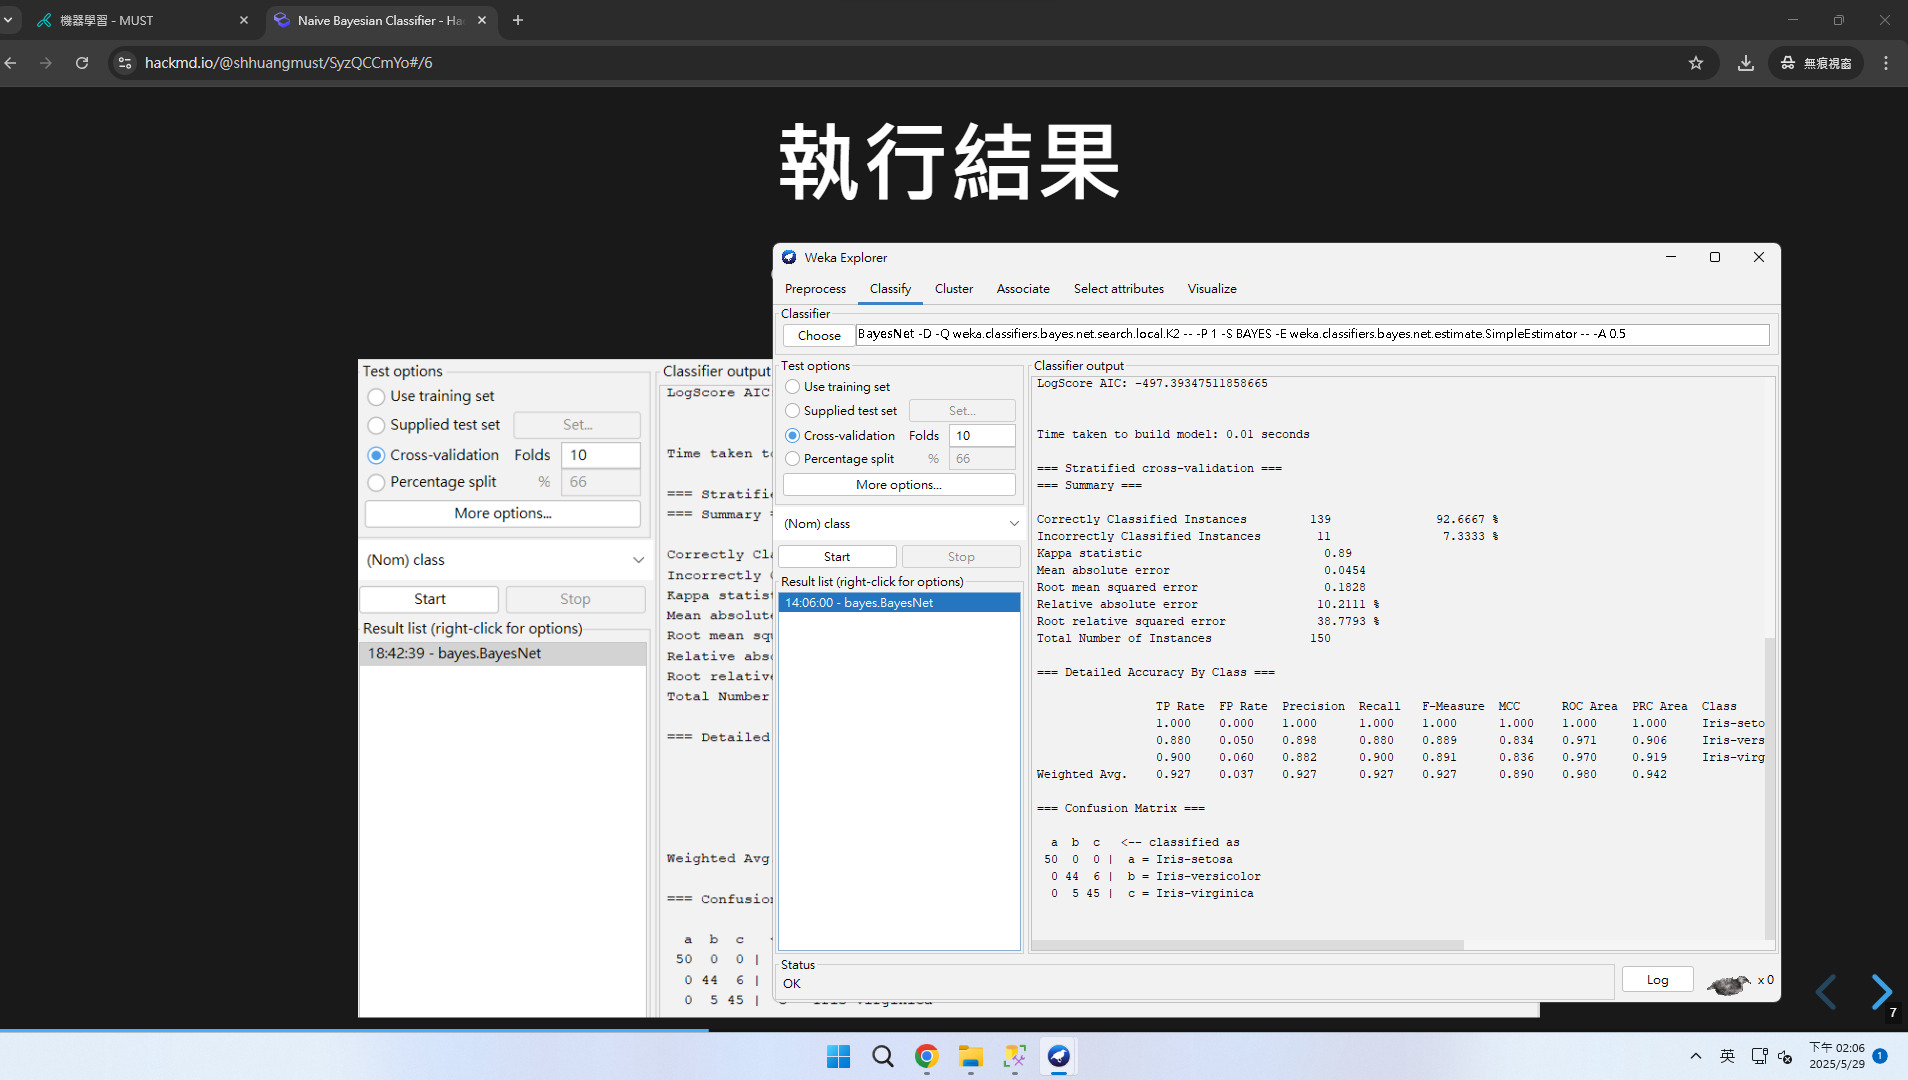 機器學習 - MUST
Naive Bayesian Classifier - Ha
hackmd.io/@shhuangmust/SyzQCCmYo#/6
無痕視窗
執行結果
Test options
Use training set
Supplied test set
Set...
Cross-validation Folds 10
Percentage split % 66
More options...
(Nom) class
Start
Stop
Result list (right-click for options)
18:42:39 - bayes.BayesNet
Classifier output
LogScore AIC
Time taken to
=== Stratifi
=== Summary
Correctly Cla
Incorrectly
Kappa statist
Mean absolute
Root mean squ
Relative abso
Root relative
Total Number
=== Detailed
Weighted Avg
=== Confusion
a b c
50 0 0 |
0 44 6 |
0 5 45 |
Weka Explorer
Preprocess Classify Cluster Associate Select attributes Visualize
Classifier
Choose
BayesNet -D -Q weka.classifiers.bayes.net.search.local.K2 -- -P 1 -S BAYES -E weka.classifiers.bayes.net.estimate.SimpleEstimator -- -A 0.5
Test options
Use training set
Supplied test set
Set...
Cross-validation Folds 10
Percentage split % 66
More options...
(Nom) class
Start
Stop
Result list (right-click for options)
14:06:00 - bayes.BayesNet
Classifier output
LogScore AIC: -497.39347511858665
Time taken to build model: 0.01 seconds
=== Stratified cross-validation ===
=== Summary ===
Correctly Classified Instances 139 92.6667 %
Incorrectly Classified Instances 11 7.3333 %
Kappa statistic 0.89
Mean absolute error 0.0454
Root mean squared error 0.1828
Relative absolute error 10.2111 %
Root relative squared error 38.7793 %
Total Number of Instances 150
=== Detailed Accuracy By Class ===
TP Rate FP Rate Precision Recall F-Measure MCC ROC Area PRC Area Class
1.000 0.000 1.000 1.000 1.000 1.000 1.000 1.000 Iris-seto
0.880 0.050 0.898 0.880 0.889 0.834 0.971 0.906 Iris-vers
0.900 0.060 0.882 0.900 0.891 0.836 0.970 0.919 Iris-virg
Weighted Avg. 0.927 0.037 0.927 0.927 0.927 0.890 0.980 0.942
=== Confusion Matrix ===
a b c <-- classified as
50 0 0 | a = Iris-setosa
0 44 6 | b = Iris-versicolor
0 5 45 | c = Iris-virginica
Status
OK
Log
x 0
7
英
下午 02:06
2025/5/29
1